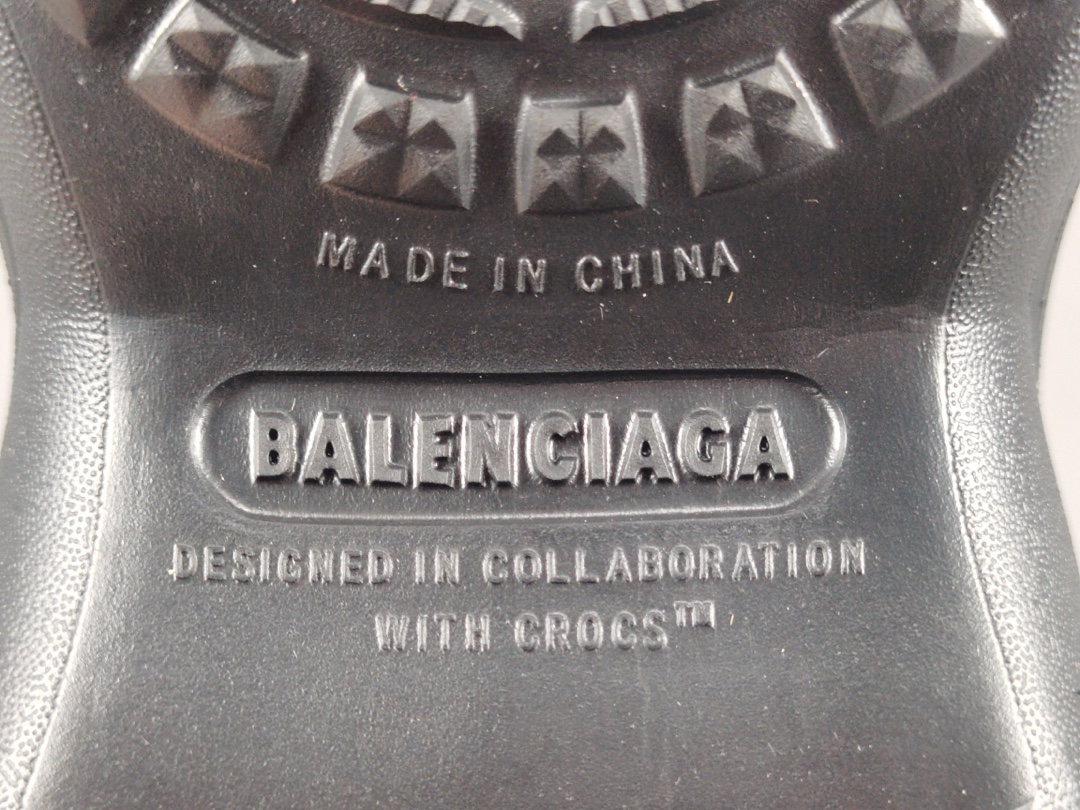 MADE IN CHINA
BALENCIAGA
DESIGNED IN COLLABORATION
WITH CROCS™